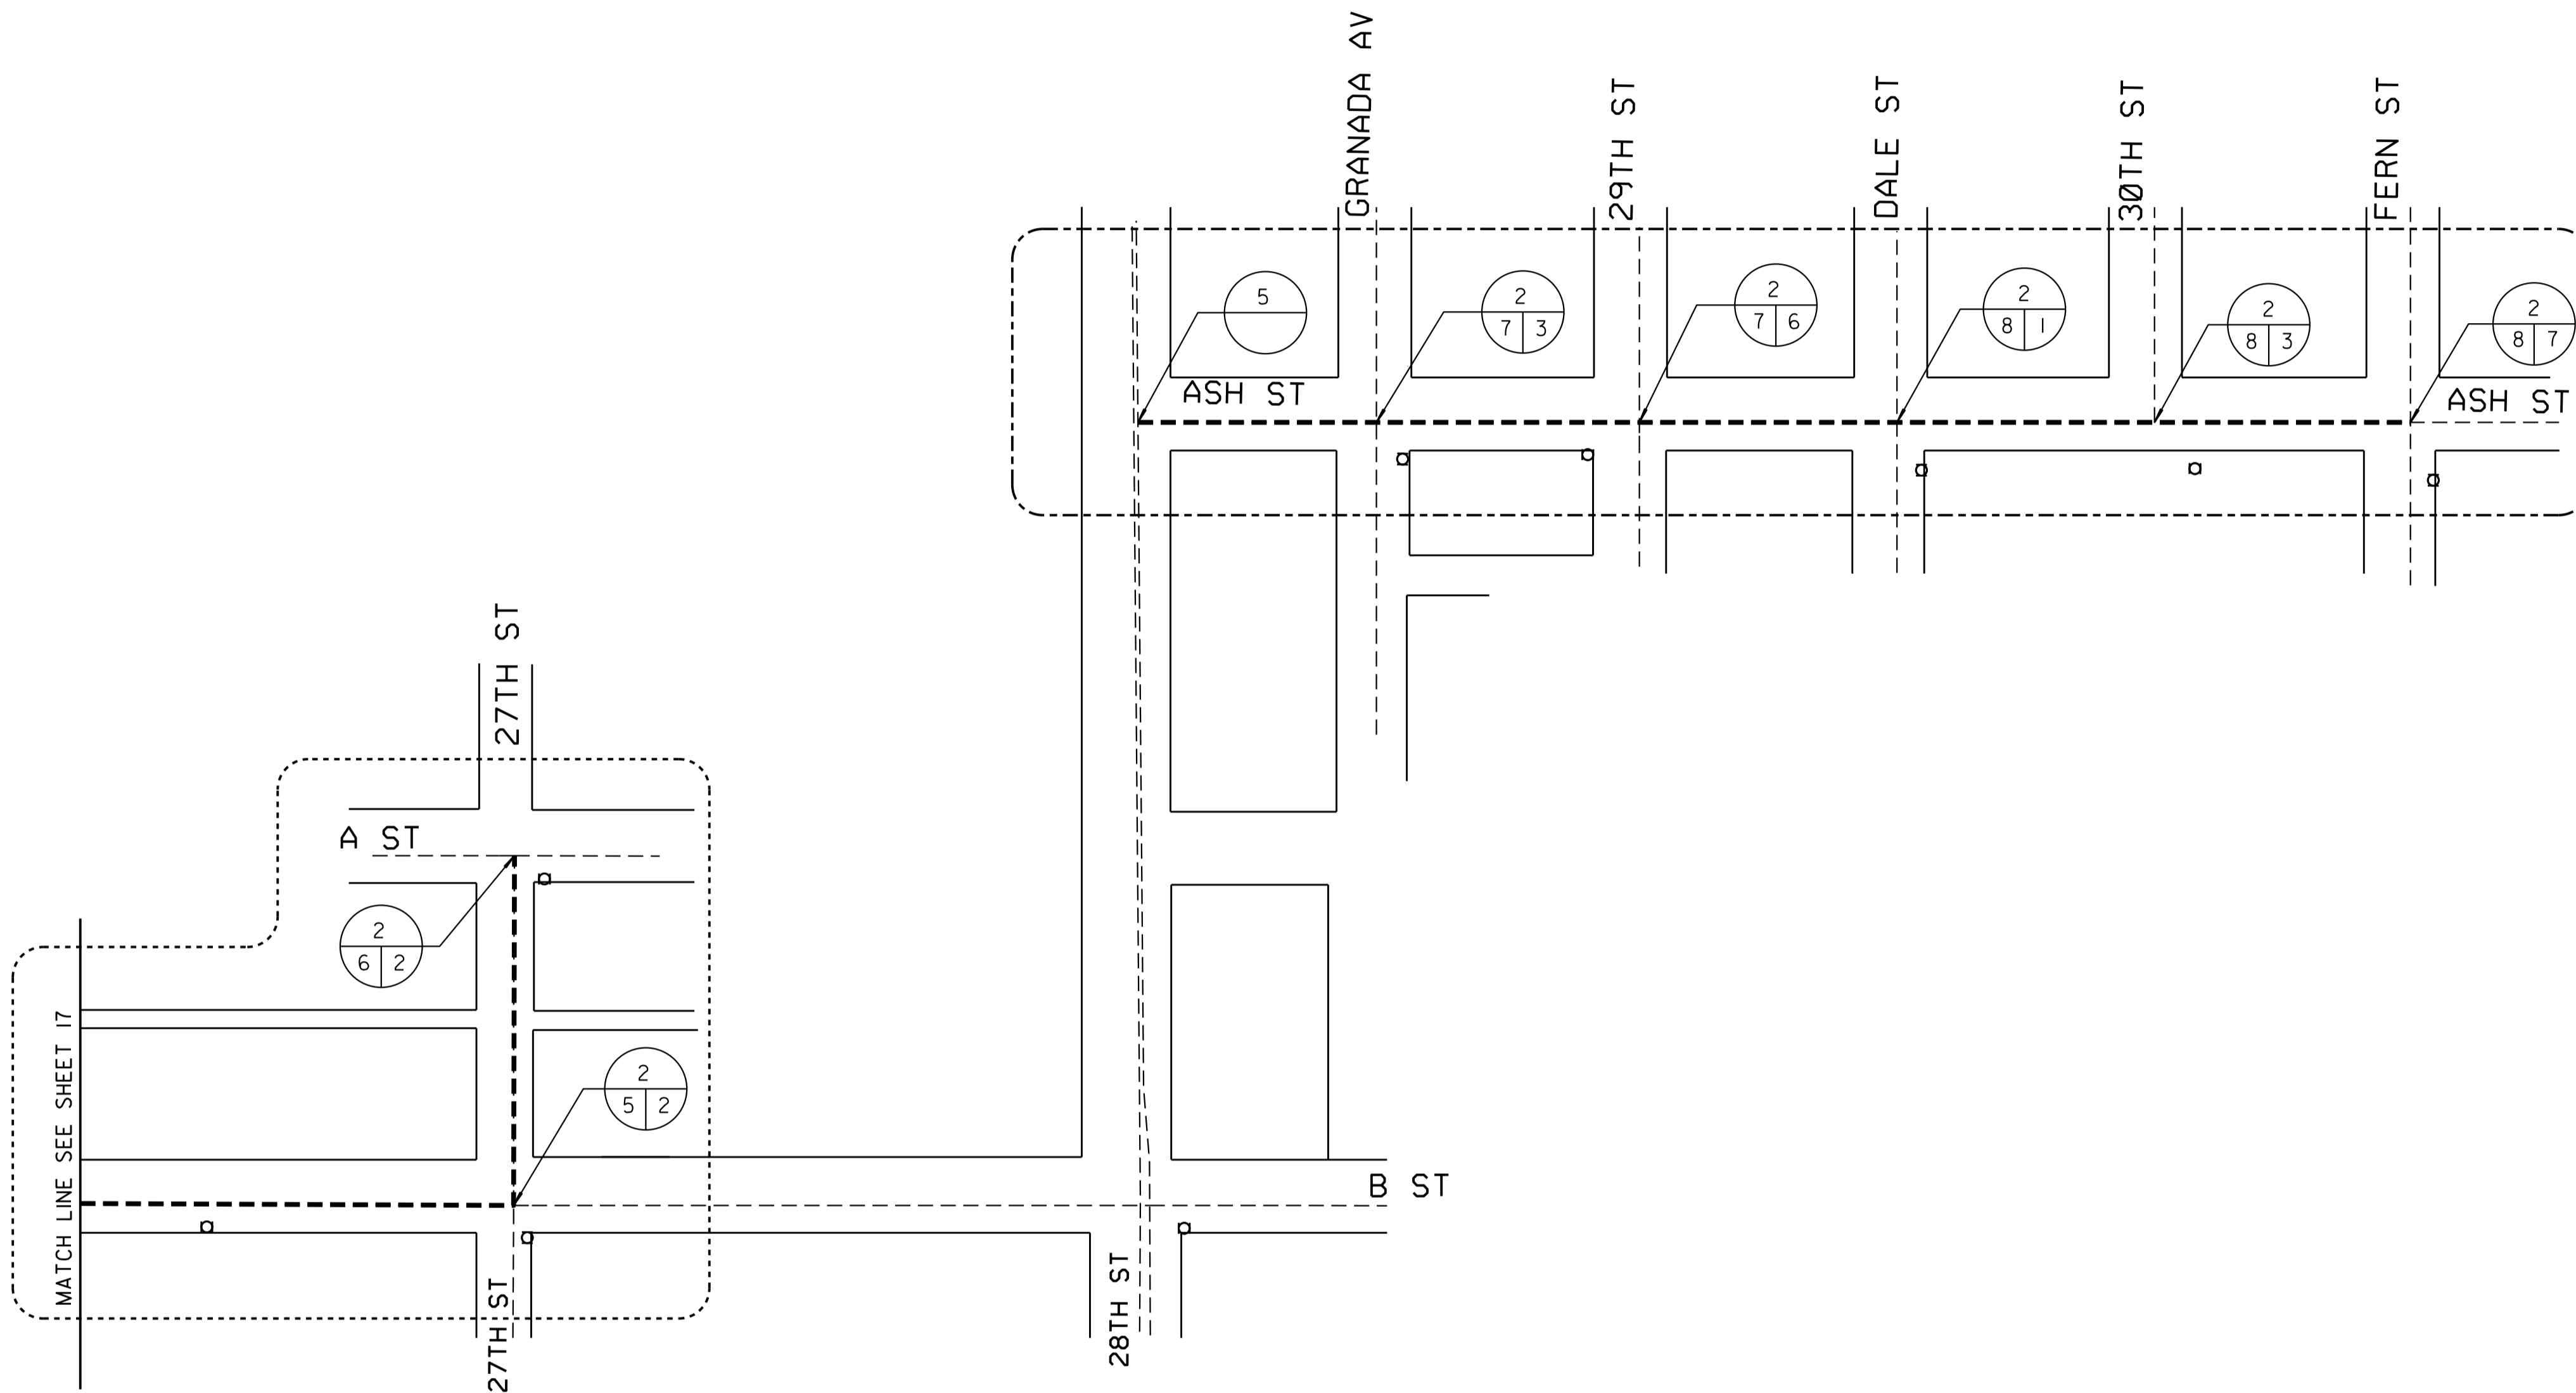 GRANADA AV
29TH ST
DALE ST
30TH ST
FERN ST
5
2
7 3
2
7 6
2
8 1
2
8 3
2
8 7
ASH ST
ASH ST
27TH ST
A ST
2
6 2
2
5 2
MATCH LINE SEE SHEET 17
B ST
27TH ST
28TH ST